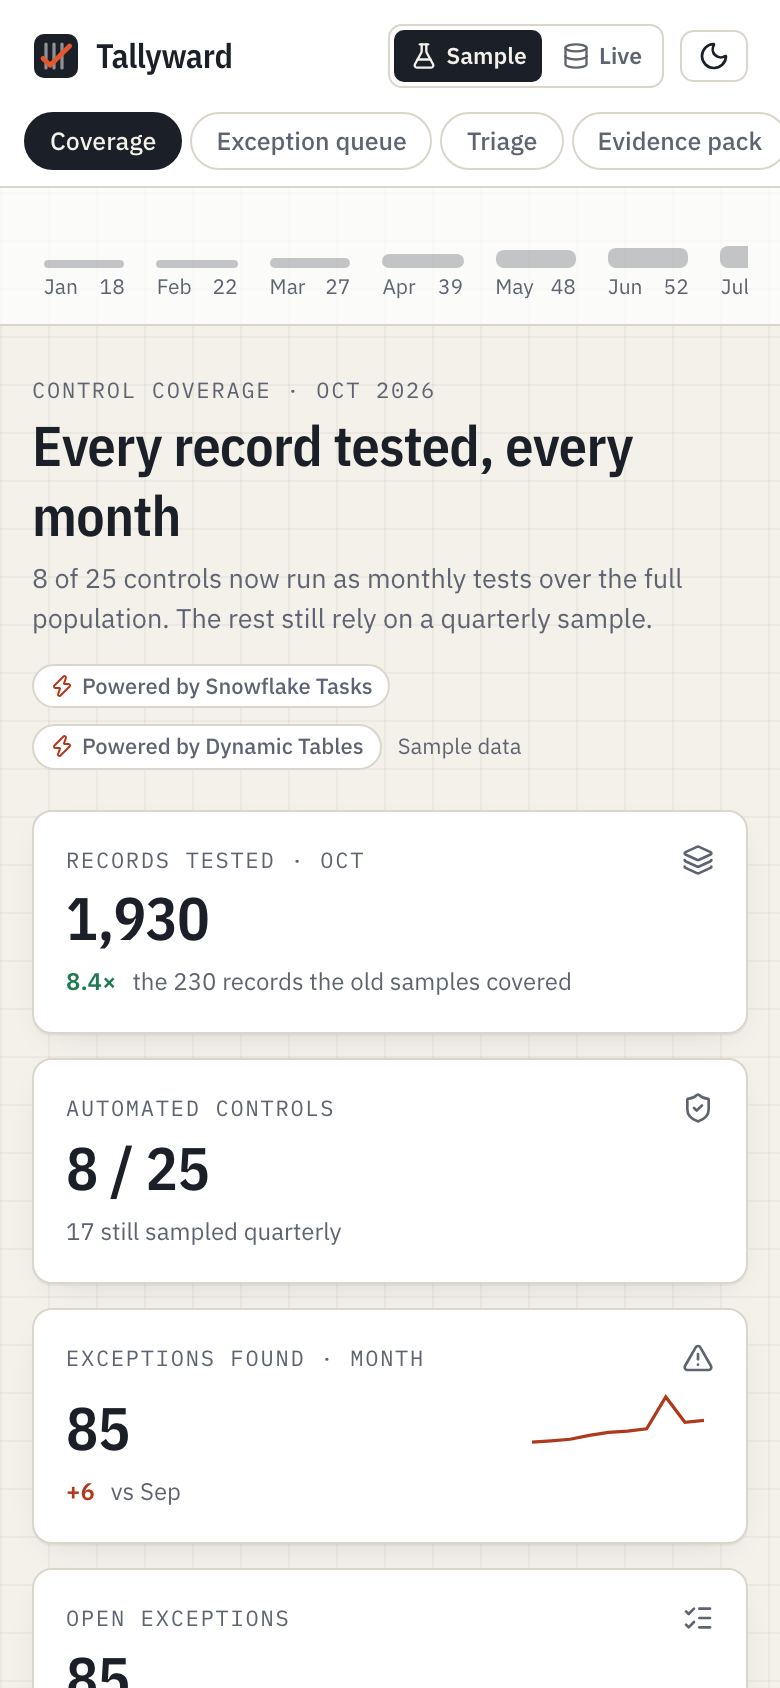 Tallyward
Sample
Live
Coverage
Exception queue
Triage
Evidence pack
Jan 18
Feb 22
Mar 27
Apr 39
May 48
Jun 52
Jul
CONTROL COVERAGE · OCT 2026
Every record tested, every
month
8 of 25 controls now run as monthly tests over the full
population. The rest still rely on a quarterly sample.
Powered by Snowflake Tasks
Powered by Dynamic Tables
Sample data
RECORDS TESTED · OCT
1,930
8.4× the 230 records the old samples covered
AUTOMATED CONTROLS
8 / 25
17 still sampled quarterly
EXCEPTIONS FOUND · MONTH
85
+6 vs Sep
OPEN EXCEPTIONS
85